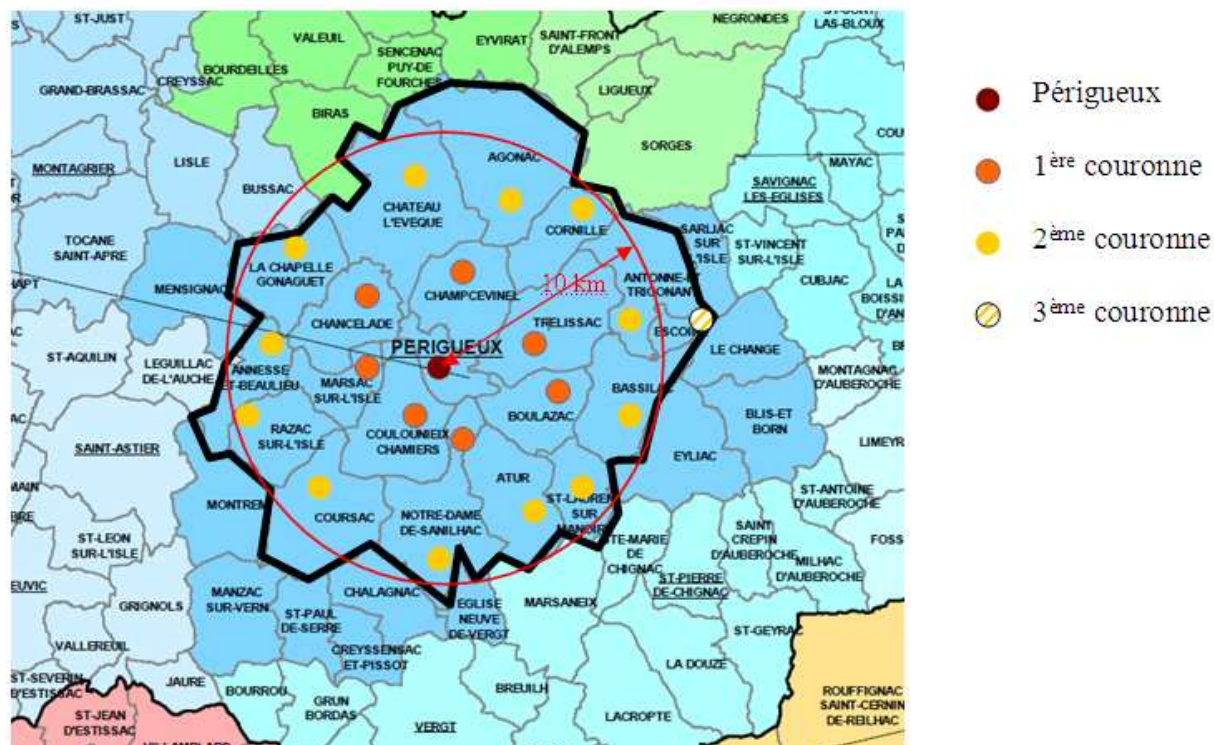 ST-JUST
VALEUIL
EYVIRAT
SAINT-FRONT
D'ALEMPS
NEGRONDES
LAS-BLOUX
BOURDEILLES
SENCENAC
PUY-DE
FOURCHES
CREYSSAC
GRAND-BRASSAC
LIGUEUX
BIRAS
SORGES
LISLE
AGONAC
MAYAC
MONTAGRIER
BUSSAC
CHATEAU
L'EVEQUE
SAVIGNAC
LES-EGLISES
CORNILLE
SARLIAC
SUR
L'ISLE
ST-VINCENT
SUR-L'ISLE
TOCANE
SAINT-APRE
LA CHAPELLE
GONAGUET
MENSIGNAC
CHAMPCEVINEL
10 km
ANTONNE-ET
TRIGONANT
CUBJAC
CHANCELADE
TRELISSAC
PERIGUEUX
LE CHANGE
ST-AQUILIN
LEGUILLAC
DE-L'AUCHE
ANNESSE
ET-BEAULIEU
MARSAC
SUR-L'ISLE
BOULAZAC
MONTAGNAC
D'AUBEROCHE
RAZAC
SUR-L'ISLE
COULOUNIEIX
CHAMIERS
BLIS-ET
BORN
SAINT-ASTIER
EYLIAC
ATUR
MONTREM
COURSAC
NOTRE-DAME
DE-SANILHAC
SUR
ST-ANTOINE
D'AUBEROCHE
ST-LEON
SUR-L'ISLE
SAINT
CREPIN
D'AUBEROCHE
DE
CHIGNAC
ST-PIERRE
DE-CHIGNAC
MILHAC
D'AUBEROCHE
MANZAC
SUR-VERN
CHALAGNAC
MARSANEIX
GRIGNOLS
ST-PAUL
DE-SERRE
EGLISE
NEUVE
DE-VERGT
ST-GEYRAC
VALLEREUIL
CREYSSENSAC
ET-PISSOT
LA DOUZE
ST-SEVERIN
D'ESTISSAC
JAURE
BOURROU
GRUN
BORDAS
BREUILH
ROUFFIGNAC
SAINT-CERNIN
DE-REILHAC
ST-JEAN
D'ESTISSAC
VERGT
LACROPTE
Périgueux
1ère couronne
2ème couronne
3ème couronne